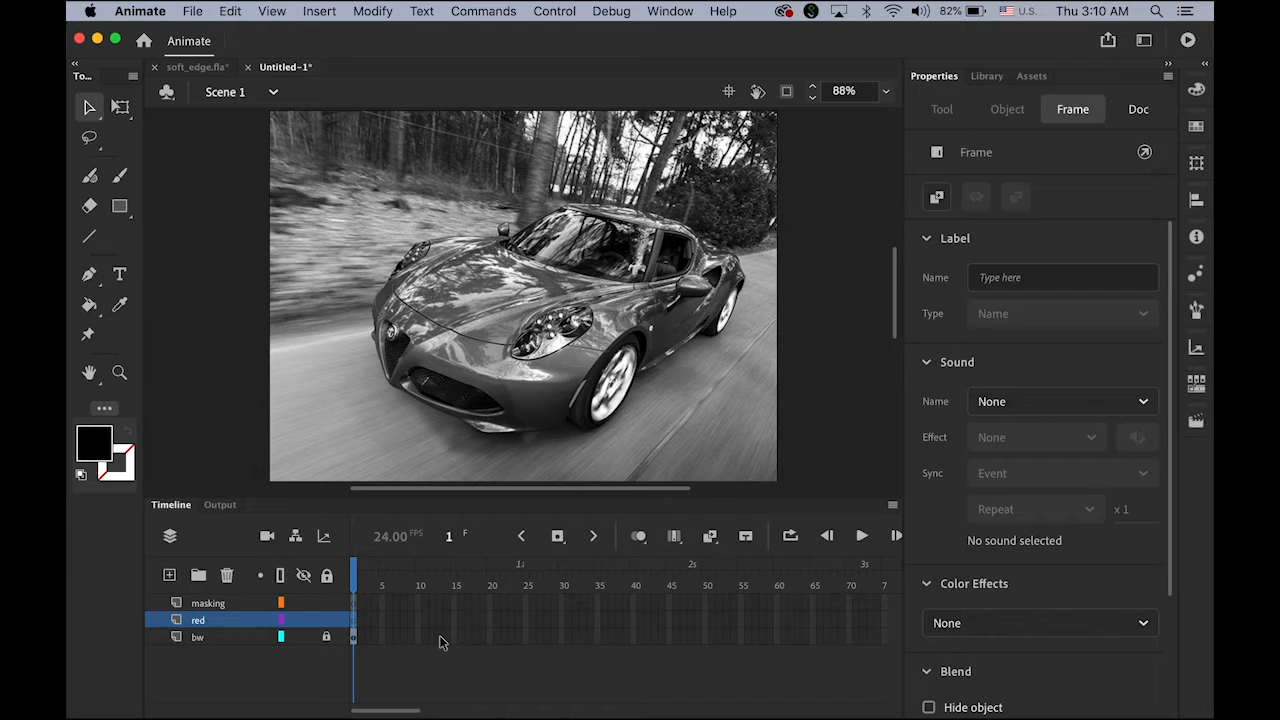 Animate File Edit View Insert Modify Text Commands Control Debug Window Help 82% U.S. Thu 3:10 AM
Animate
To...
soft_edge.fla*
Untitled-1*
Scene 1
88%
Properties Library Assets
Tool Object Frame Doc
Frame
Label
Name Type here
Type Name
Sound
Name None
Effect None
Sync Event
Repeat x 1
No sound selected
Color Effects
None
Blend
Hide object
Timeline Output
24.00 FPS 1 F
1s 2s 3s
5 10 15 20 25 30 35 40 45 50 55 60 65 70 7
masking
red
bw